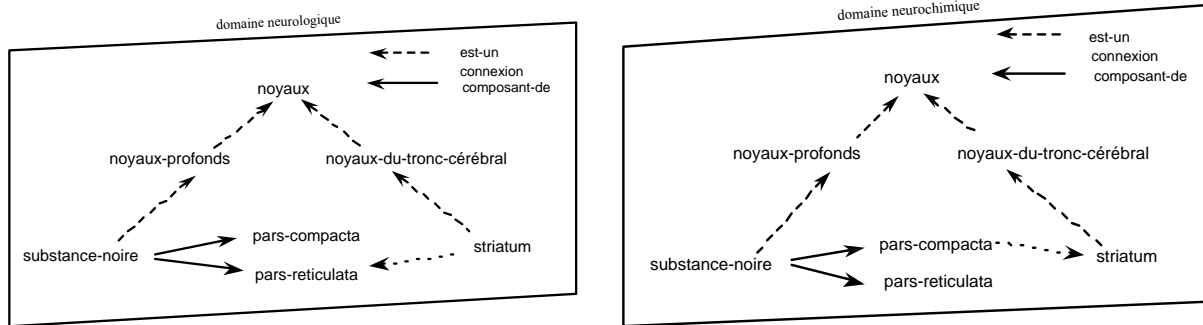 domaine neurologique
est-un
connexion
composant-de
noyaux
noyaux-profonds
noyaux-du-tronc-cérébral
substance-noire
pars-compacta
pars-reticulata
striatum
domaine neurochimique
est-un
connexion
composant-de
noyaux
noyaux-profonds
noyaux-du-tronc-cérébral
substance-noire
pars-compacta
pars-reticulata
striatum